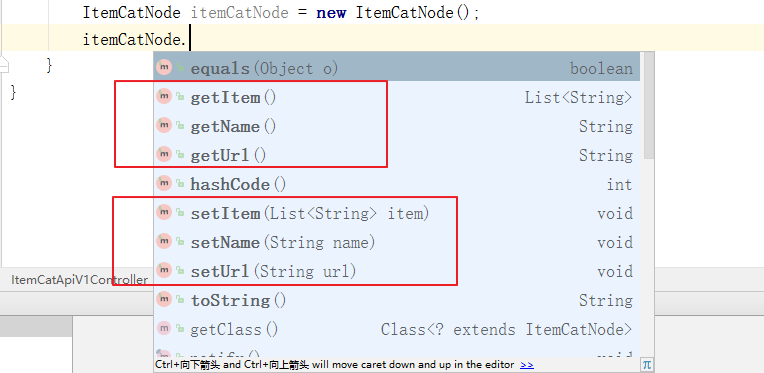 ItemCatNode itemCatNode = new ItemCatNode();
itemCatNode.
}
}
m equals(Object o) boolean
m getItem() List<String>
m getName() String
m getUrl() String
m hashCode() int
m setItem(List<String> item) void
m setName(String name) void
m setUrl(String url) void
m toString() String
m getClass() Class<? extends ItemCatNode>
m notify() void
ItemCatApiV1Controller
Ctrl+向下箭头 and Ctrl+向上箭头 will move caret down and up in the editor >> π